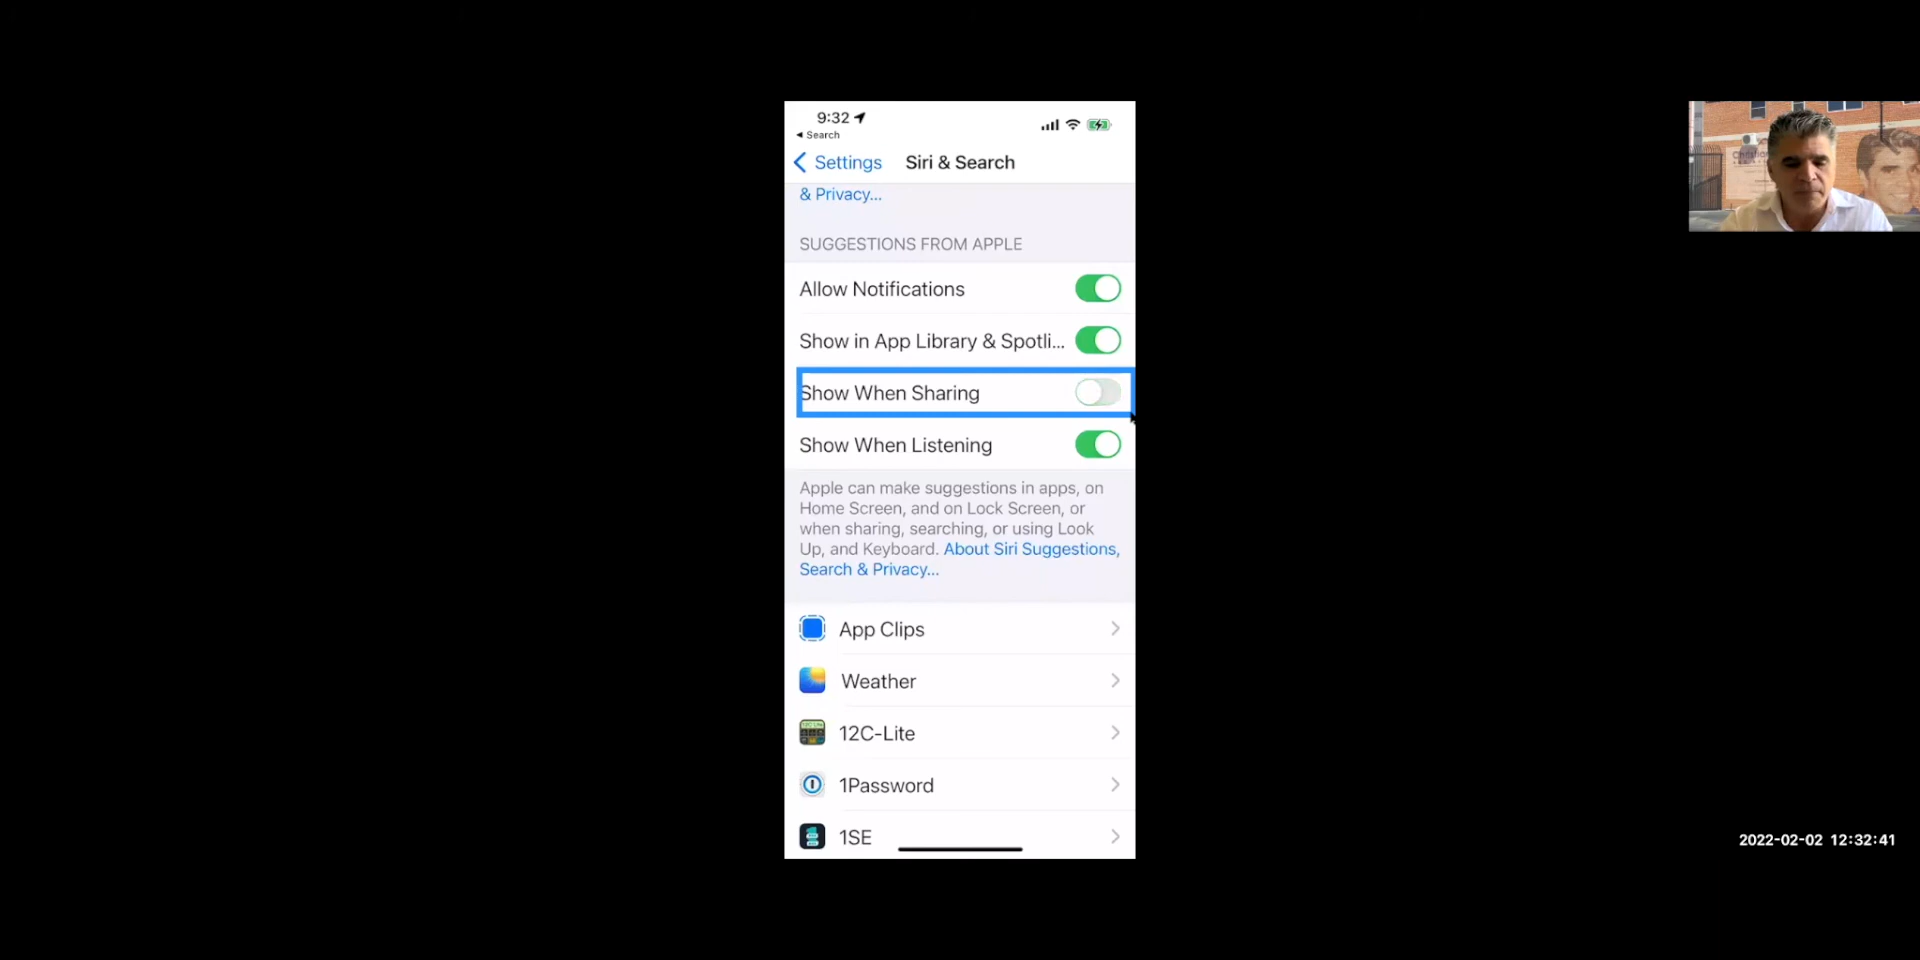 9:32
Search
Settings
Siri & Search
& Privacy...
SUGGESTIONS FROM APPLE
Allow Notifications
Show in App Library & Spotli...
Show When Sharing
Show When Listening
Apple can make suggestions in apps, on
Home Screen, and on Lock Screen, or
when sharing, searching, or using Look
Up, and Keyboard. About Siri Suggestions,
Search & Privacy...
App Clips
Weather
12C-Lite
1Password
1SE
2022-02-02 12:32:41